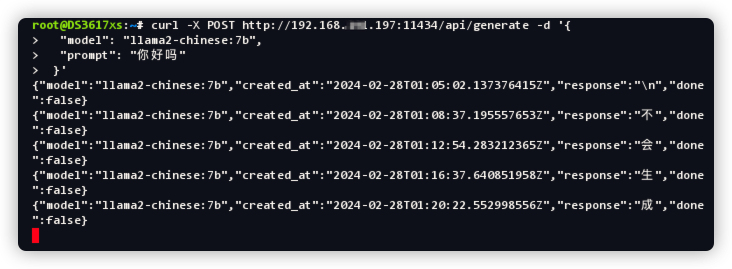 root@DS3617xs:~# curl -X POST http://192.168. .197:11434/api/generate -d '{
>   "model": "llama2-chinese:7b",
>   "prompt": "你好吗"
>  }'
{"model":"llama2-chinese:7b","created_at":"2024-02-28T01:05:02.137376415Z","response":"\n","done
":false}
{"model":"llama2-chinese:7b","created_at":"2024-02-28T01:08:37.195557653Z","response":"不","done
":false}
{"model":"llama2-chinese:7b","created_at":"2024-02-28T01:12:54.283212365Z","response":"会","done
":false}
{"model":"llama2-chinese:7b","created_at":"2024-02-28T01:16:37.640851958Z","response":"生","done
":false}
{"model":"llama2-chinese:7b","created_at":"2024-02-28T01:20:22.552998556Z","response":"成","done
":false}